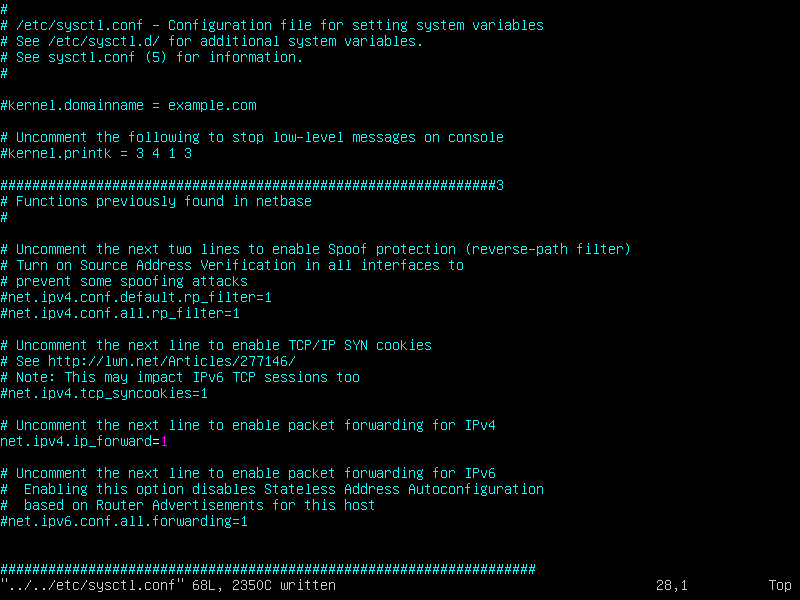 #
# /etc/sysctl.conf - Configuration file for setting system variables
# See /etc/sysctl.d/ for additional system variables.
# See sysctl.conf (5) for information.
#
#kernel.domainname = example.com
# Uncomment the following to stop low-level messages on console
#kernel.printk = 3 4 1 3
##############################################################3
# Functions previously found in netbase
#
# Uncomment the next two lines to enable Spoof protection (reverse-path filter)
# Turn on Source Address Verification in all interfaces to
# prevent some spoofing attacks
#net.ipv4.conf.default.rp_filter=1
#net.ipv4.conf.all.rp_filter=1
# Uncomment the next line to enable TCP/IP SYN cookies
# See http://lwn.net/Articles/277146/
# Note: This may impact IPv6 TCP sessions too
#net.ipv4.tcp_syncookies=1
# Uncomment the next line to enable packet forwarding for IPv4
net.ipv4.ip_forward=1
# Uncomment the next line to enable packet forwarding for IPv6
#  Enabling this option disables Stateless Address Autoconfiguration
#  based on Router Advertisements for this host
#net.ipv6.conf.all.forwarding=1
###################################################################
"../../etc/sysctl.conf" 68L, 2350C written 28,1 Top